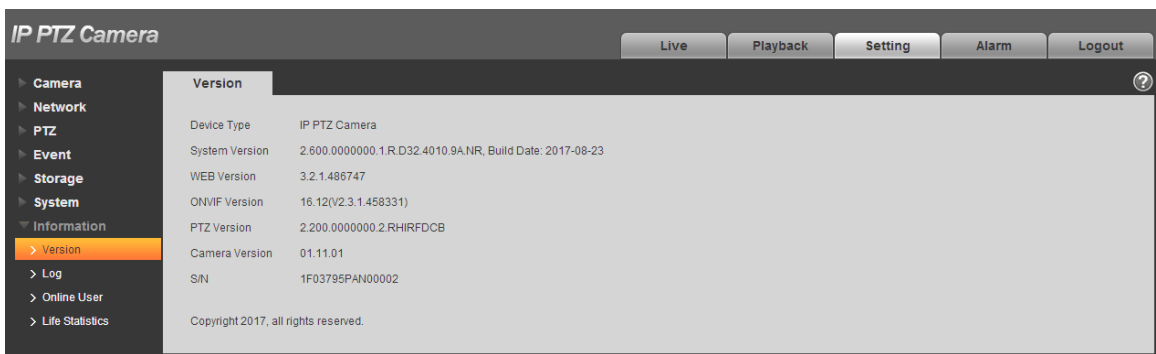 IP PTZ Camera
Live Playback Setting Alarm Logout
Camera
Network
PTZ
Event
Storage
System
Information
Version
Log
Online User
Life Statistics
Version
?
Device Type IP PTZ Camera
System Version 2.600.0000000.1.R.D32.4010.9A.NR, Build Date: 2017-08-23
WEB Version 3.2.1.486747
ONVIF Version 16.12(V2.3.1.458331)
PTZ Version 2.200.0000000.2.RHIRFDCB
Camera Version 01.11.01
S/N 1F03795PAN00002
Copyright 2017, all rights reserved.